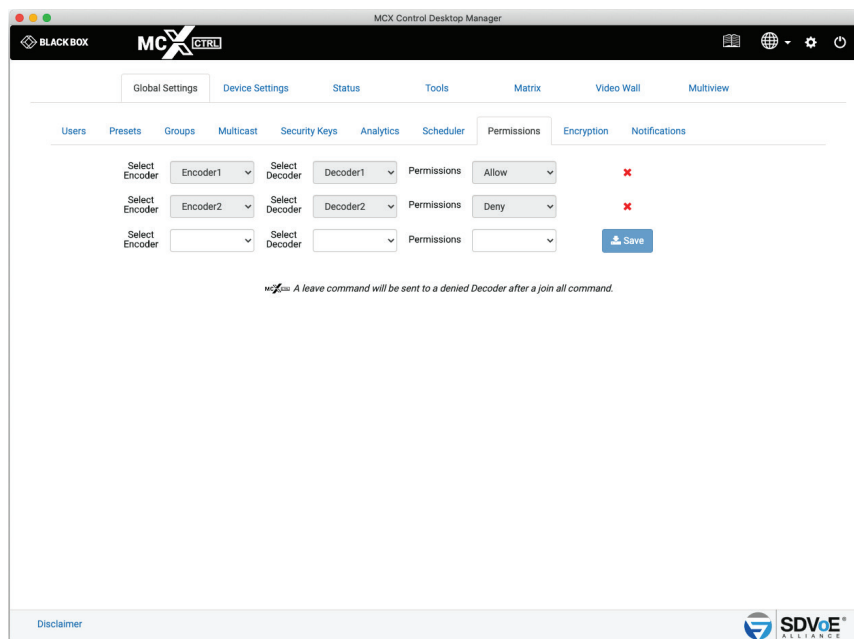 MCX Control Desktop Manager
BLACK BOX MCX CTRL
Global Settings Device Settings Status Tools Matrix Video Wall Multiview
Users Presets Groups Multicast Security Keys Analytics Scheduler Permissions Encryption Notifications
Select Encoder Encoder1 Select Decoder Decoder1 Permissions Allow
Select Encoder Encoder2 Select Decoder Decoder2 Permissions Deny
Select Encoder Select Decoder Permissions Save
MCX CTRL A leave command will be sent to a denied Decoder after a join all command.
Disclaimer
SDVoE
ALLIANCE